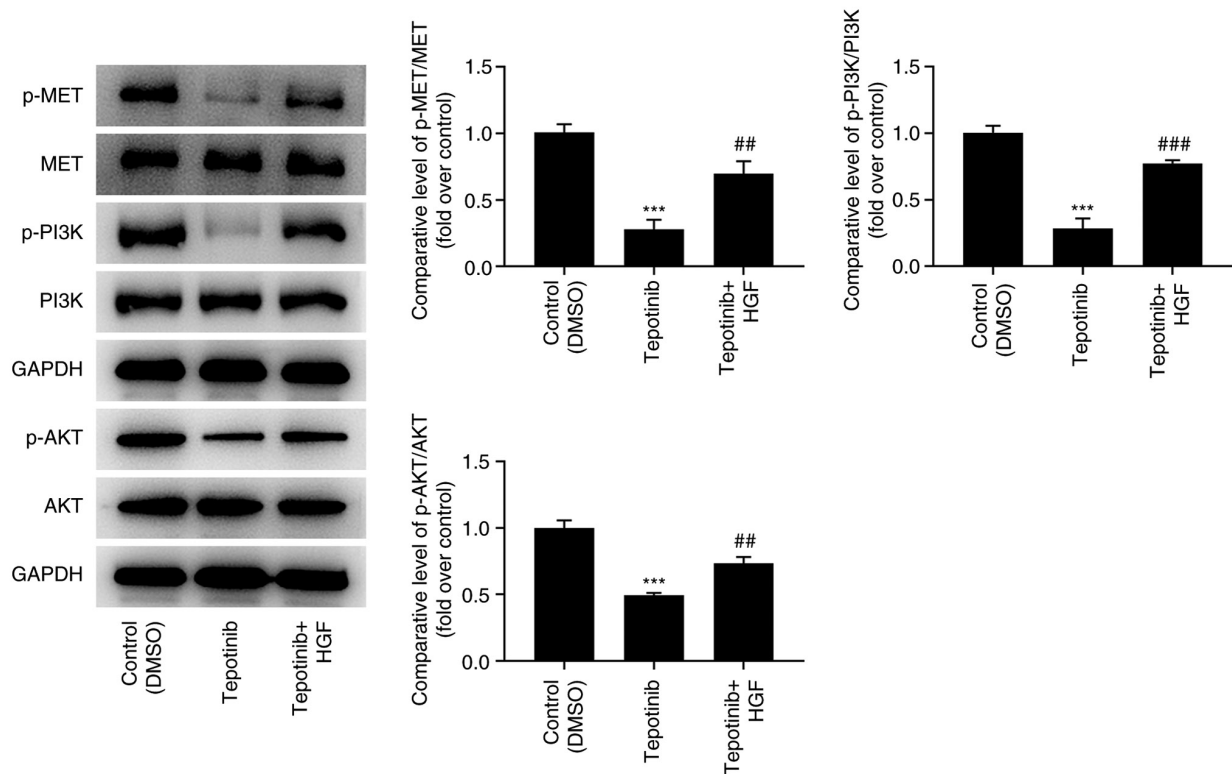 p-MET
MET
p-PI3K
PI3K
GAPDH
p-AKT
AKT
GAPDH
Control
(DMSO)
Tepotinib
Tepotinib+
HGF
Comparative level of p-MET/MET
(fold over control)
1.5
1.0
0.5
0.0
***
##
Control
(DMSO)
Tepotinib
Tepotinib+
HGF
Comparative level of p-PI3K/PI3K
(fold over control)
1.5
1.0
0.5
0.0
***
###
Control
(DMSO)
Tepotinib
Tepotinib+
HGF
Comparative level of p-AKT/AKT
(fold over control)
1.5
1.0
0.5
0.0
***
##
Control
(DMSO)
Tepotinib
Tepotinib+
HGF